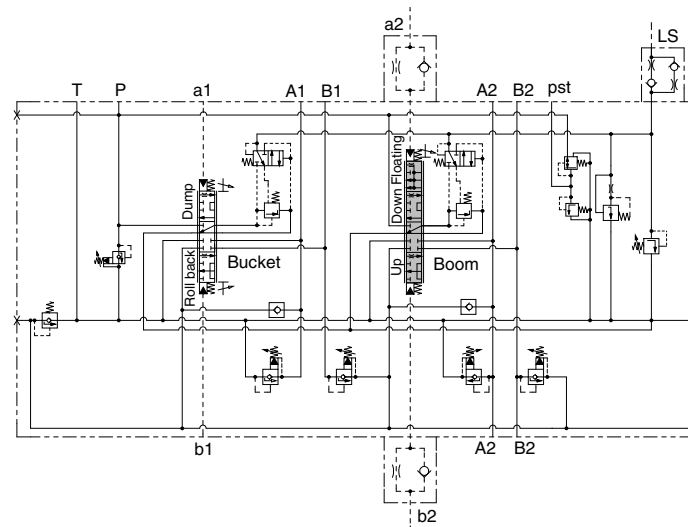 a2
LS
T P a1 A1 B1 A2 B2 pst
Dump
Down Floating
Bucket
Boom
Roll back
Up
b1
A2 B2
b2